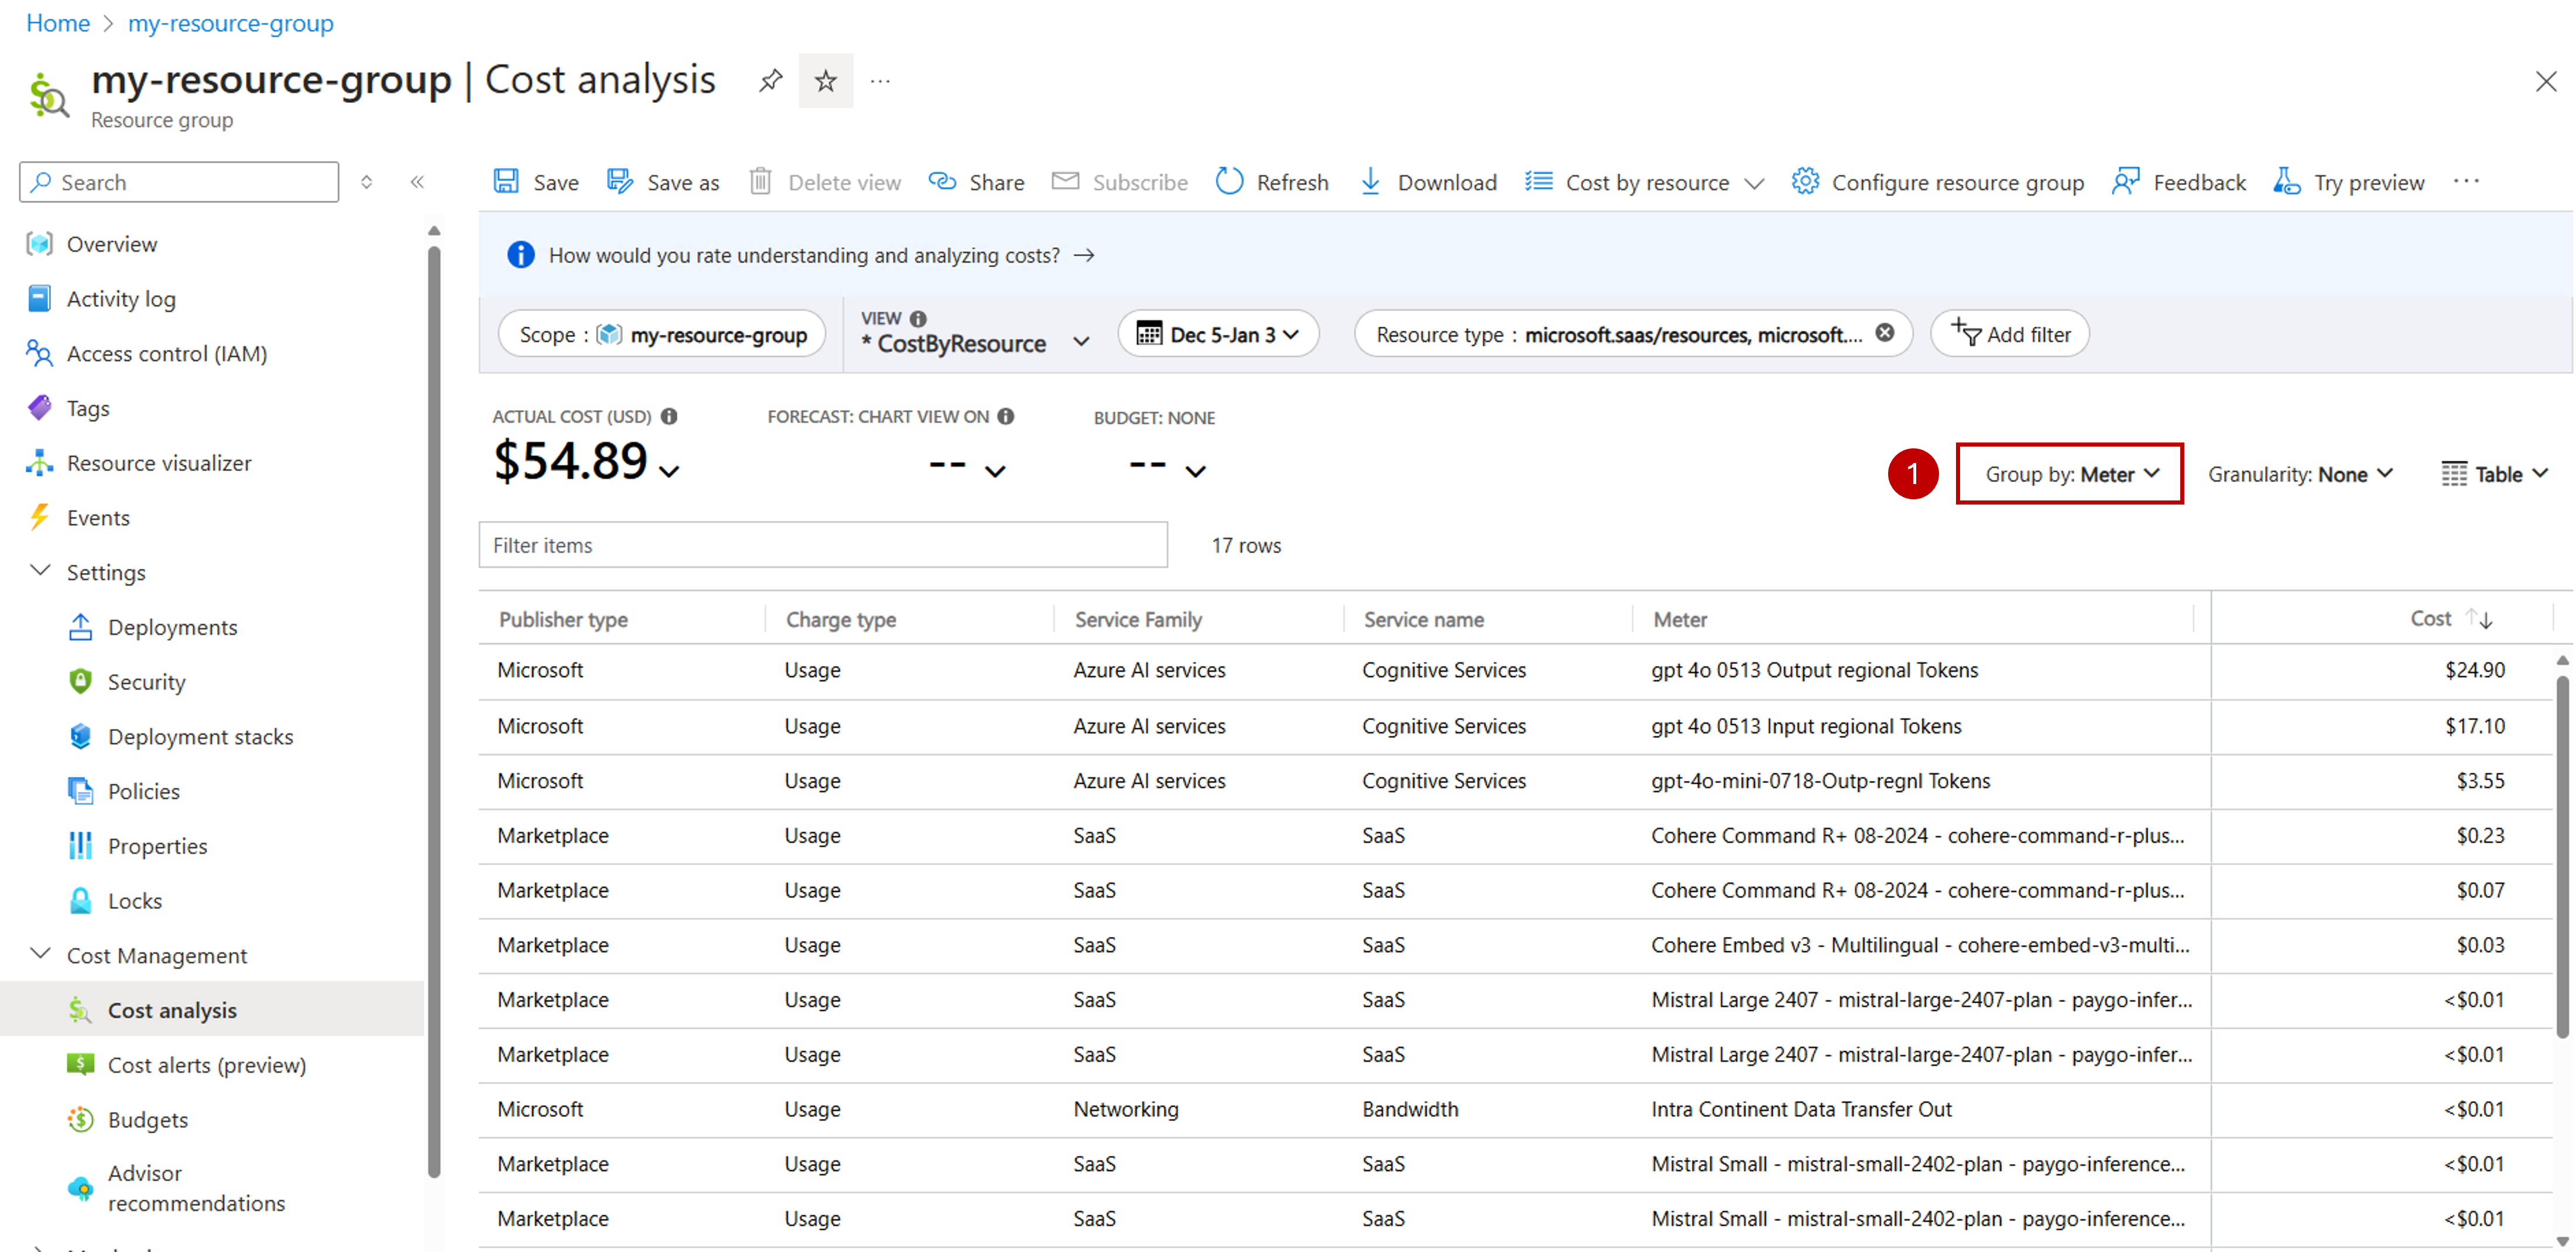 Home > my-resource-group
my-resource-group | Cost analysis
Resource group
Search
Overview
Activity log
Access control (IAM)
Tags
Resource visualizer
Events
Settings
Deployments
Security
Deployment stacks
Policies
Properties
Locks
Cost Management
Cost analysis
Cost alerts (preview)
Budgets
Advisor
recommendations
Save Save as Delete view Share Subscribe Refresh Download Cost by resource Configure resource group Feedback Try preview
How would you rate understanding and analyzing costs? →
Scope : my-resource-group
VIEW
* CostByResource
Dec 5-Jan 3
Resource type : microsoft.saas/resources, microsoft....
Add filter
ACTUAL COST (USD)
$54.89
FORECAST: CHART VIEW ON
--
BUDGET: NONE
--
1
Group by: Meter
Granularity: None
Table
Filter items
17 rows
Publisher type Charge type Service Family Service name Meter Cost
Microsoft Usage Azure AI services Cognitive Services gpt 4o 0513 Output regional Tokens $24.90
Microsoft Usage Azure AI services Cognitive Services gpt 4o 0513 Input regional Tokens $17.10
Microsoft Usage Azure AI services Cognitive Services gpt-4o-mini-0718-Outp-regnl Tokens $3.55
Marketplace Usage SaaS SaaS Cohere Command R+ 08-2024 - cohere-command-r-plus... $0.23
Marketplace Usage SaaS SaaS Cohere Command R+ 08-2024 - cohere-command-r-plus... $0.07
Marketplace Usage SaaS SaaS Cohere Embed v3 - Multilingual - cohere-embed-v3-multi... $0.03
Marketplace Usage SaaS SaaS Mistral Large 2407 - mistral-large-2407-plan - paygo-infer... <$0.01
Marketplace Usage SaaS SaaS Mistral Large 2407 - mistral-large-2407-plan - paygo-infer... <$0.01
Microsoft Usage Networking Bandwidth Intra Continent Data Transfer Out <$0.01
Marketplace Usage SaaS SaaS Mistral Small - mistral-small-2402-plan - paygo-inference... <$0.01
Marketplace Usage SaaS SaaS Mistral Small - mistral-small-2402-plan - paygo-inference... <$0.01